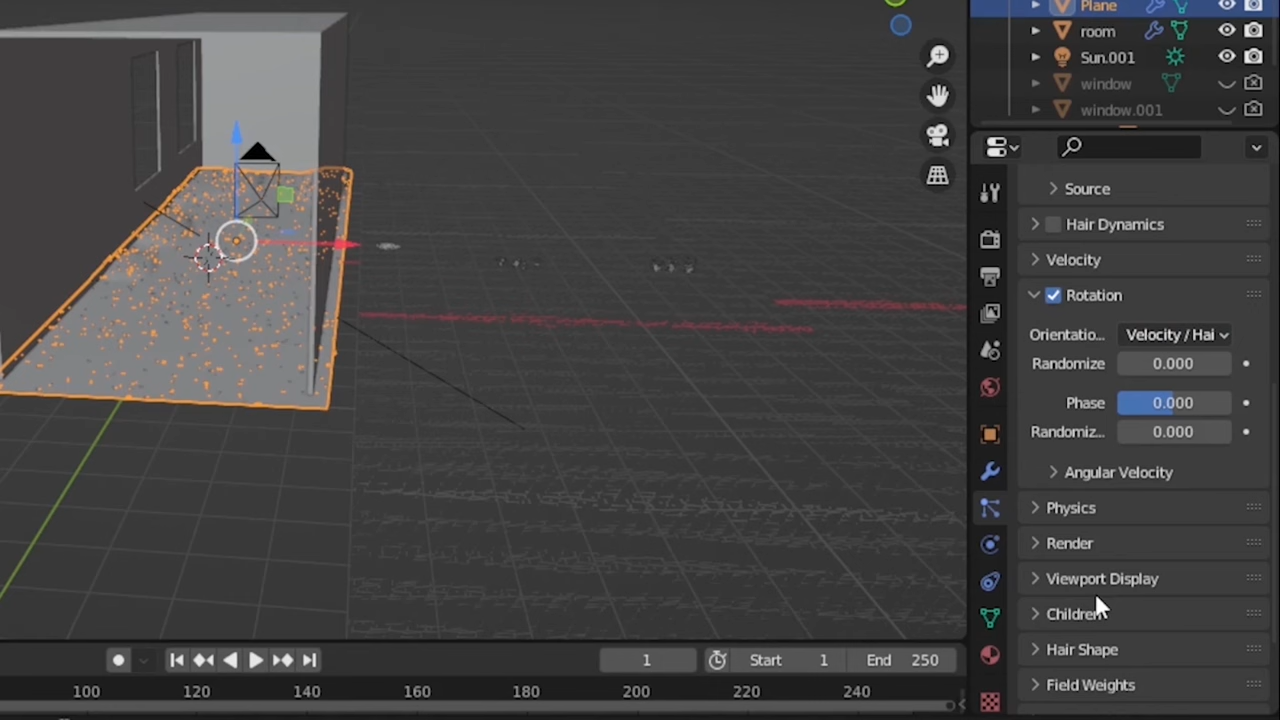 Plane
room
Sun.001
window
window.001
Source
Hair Dynamics
Velocity
Rotation
Orientatio... Velocity / Hai
Randomize 0.000
Phase 0.000
Randomiz... 0.000
Angular Velocity
Physics
Render
Viewport Display
Children
Hair Shape
Field Weights
1 Start 1 End 250
100 120 140 160 180 200 220 240